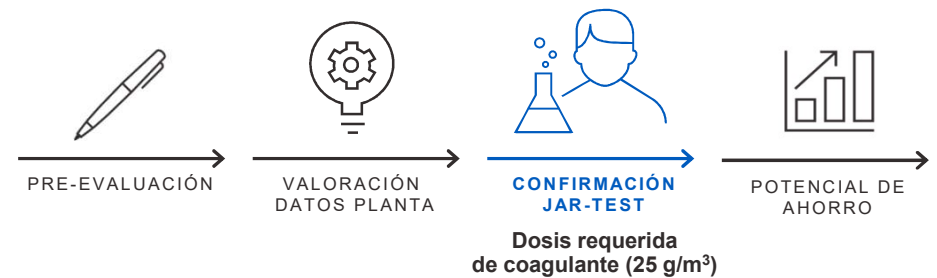 PRE-EVALUACIÓN
VALORACIÓN
DATOS PLANTA
CONFIRMACIÓN
JAR-TEST
POTENCIAL DE
AHORRO
Dosis requerida
de coagulante (25 g/m³)